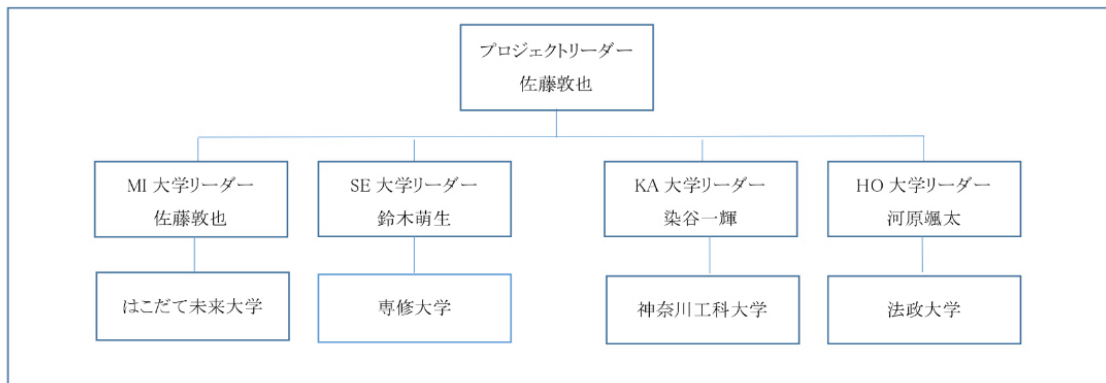 プロジェクトリーダー
佐藤敦也
MI 大学リーダー
佐藤敦也
SE 大学リーダー
鈴木萌生
KA 大学リーダー
染谷一輝
HO 大学リーダー
河原颯太
はこだて未来大学
専修大学
神奈川工科大学
法政大学